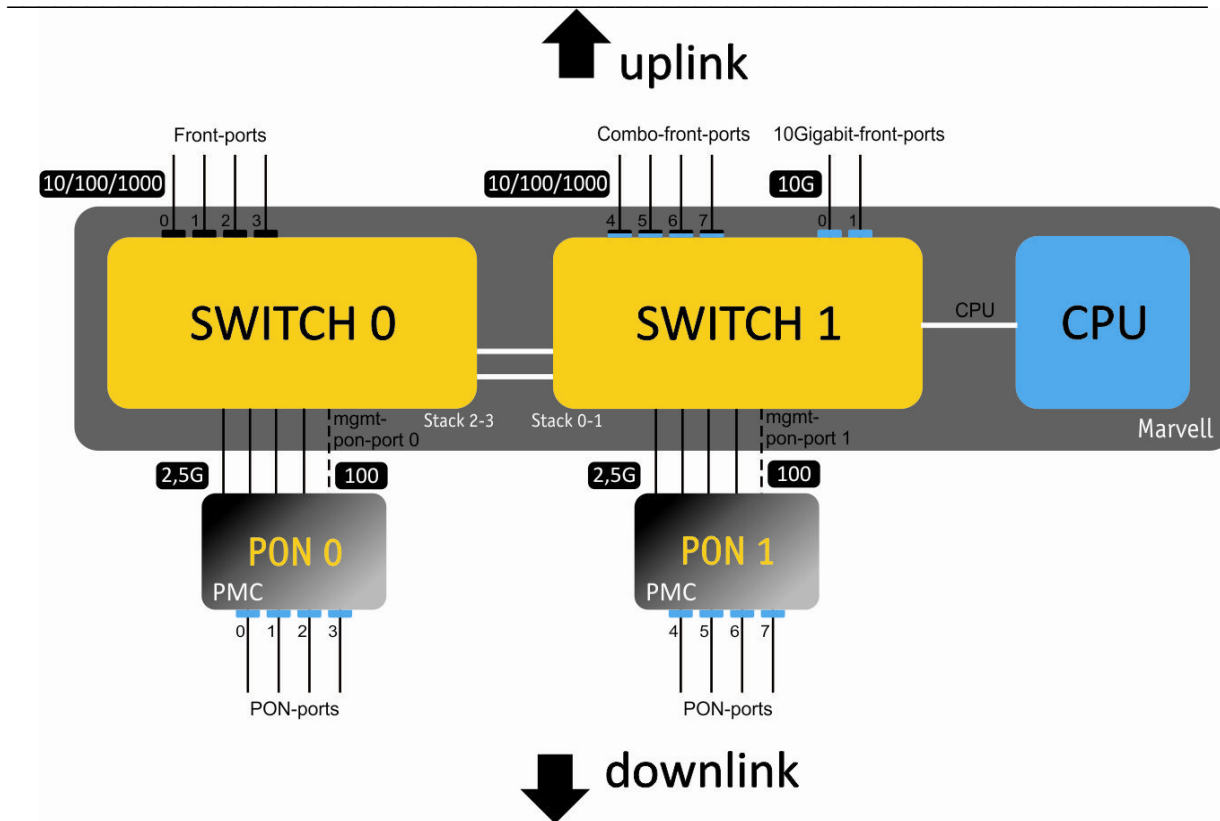 uplink
Front-ports
Combo-front-ports
10Gigabit-front-ports
10/100/1000
10/100/1000
10G
0 1 2 3
4 5 6 7
0 1
SWITCH 0
SWITCH 1
CPU
CPU
mgmt-
pon-port 0
Stack 2-3
Stack 0-1
mgmt-
pon-port 1
Marvell
2,5G
100
2,5G
100
PON 0
PMC
PON 1
PMC
0 1 2 3
4 5 6 7
PON-ports
PON-ports
downlink